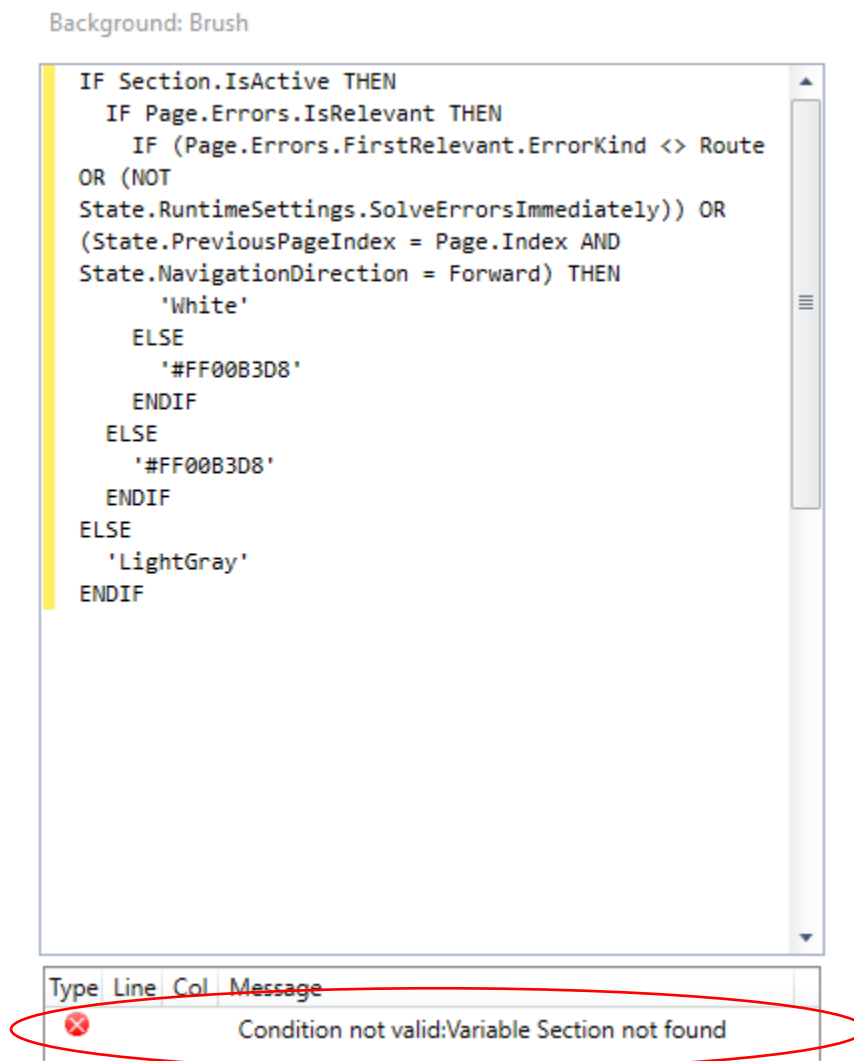 Background: Brush
IF Section.IsActive THEN
IF Page.Errors.IsRelevant THEN
IF (Page.Errors.FirstRelevant.ErrorKind <> Route
OR (NOT
State.RuntimeSettings.SolveErrorsImmediately)) OR
(State.PreviousPageIndex = Page.Index AND
State.NavigationDirection = Forward) THEN
'White'
ELSE
'#FF00B3D8'
ENDIF
ELSE
'#FF00B3D8'
ENDIF
ELSE
'LightGray'
ENDIF
Type Line Col Message
Condition not valid:Variable Section not found